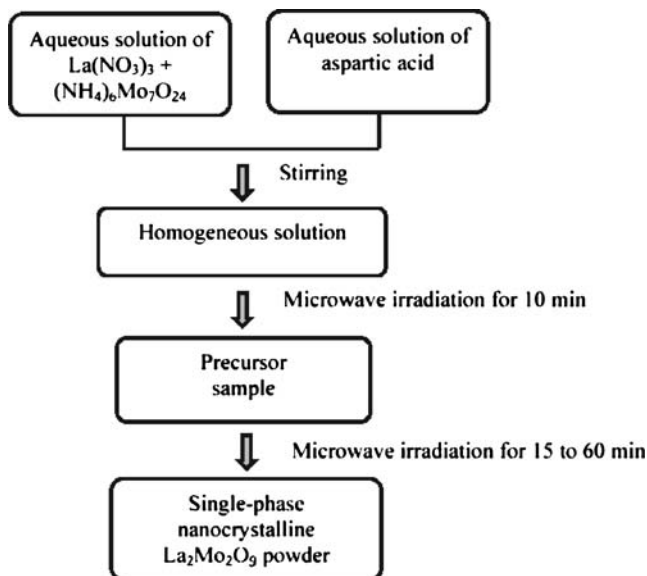 Aqueous solution of
La(NO₃)₃ +
(NH₄)₆Mo₇O₂₄
Aqueous solution of
aspartic acid
Stirring
Homogeneous solution
Microwave irradiation for 10 min
Precursor
sample
Microwave irradiation for 15 to 60 min
Single-phase
nanocrystalline
La₂Mo₂O₉ powder